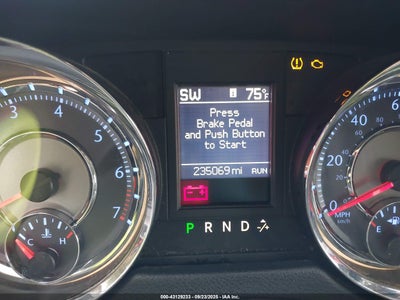 SW 75°F
Press
Brake Pedal
and Push Button
to Start
235069 mi RUN
P R N D
3
4
5
6
7
C H
60
40
20
0
MPH
km/h
E
000-43129233 - 09/23/2025 - IAA Inc.